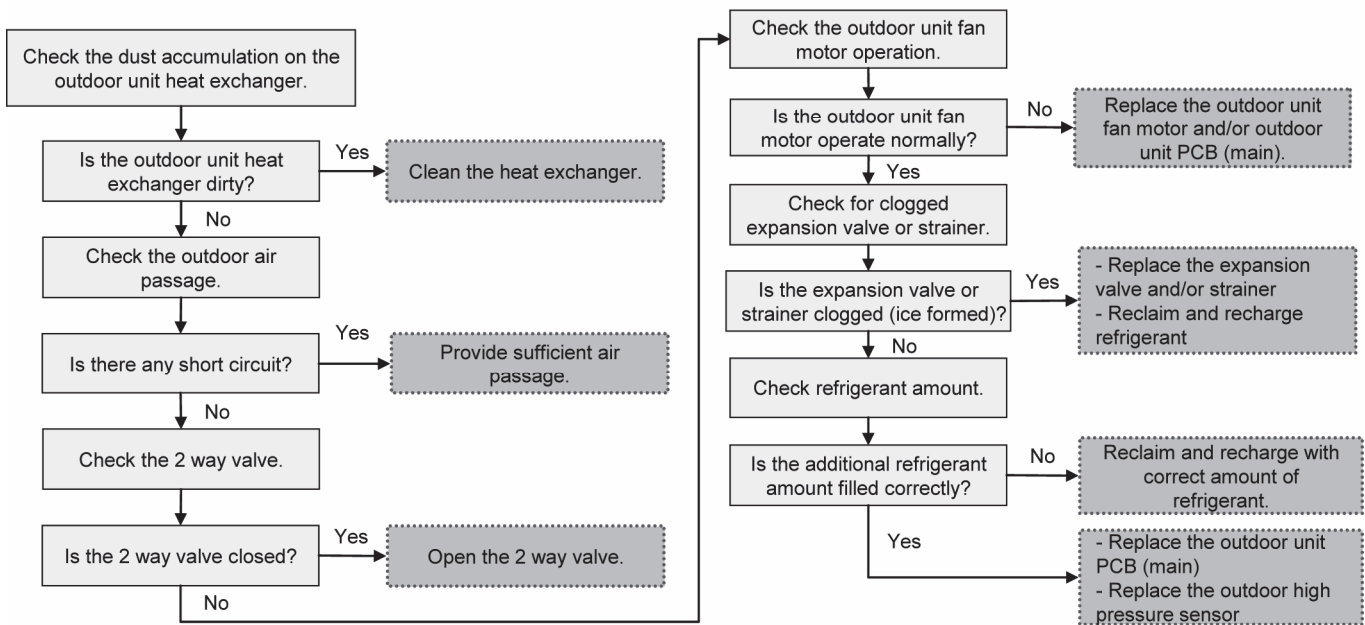 Check the dust accumulation on the
outdoor unit heat exchanger.
Is the outdoor unit heat
exchanger dirty?
Yes
Clean the heat exchanger.
No
Check the outdoor air
passage.
Is there any short circuit?
Yes
Provide sufficient air
passage.
No
Check the 2 way valve.
Is the 2 way valve closed?
Yes
Open the 2 way valve.
No
Check the outdoor unit fan
motor operation.
Is the outdoor unit fan
motor operate normally?
No
Replace the outdoor unit
fan motor and/or outdoor
unit PCB (main).
Yes
Check for clogged
expansion valve or strainer.
Is the expansion valve or
strainer clogged (ice formed)?
Yes
- Replace the expansion
valve and/or strainer
- Reclaim and recharge
refrigerant
No
Check refrigerant amount.
Is the additional refrigerant
amount filled correctly?
No
Reclaim and recharge with
correct amount of
refrigerant.
Yes
- Replace the outdoor unit
PCB (main)
- Replace the outdoor high
pressure sensor